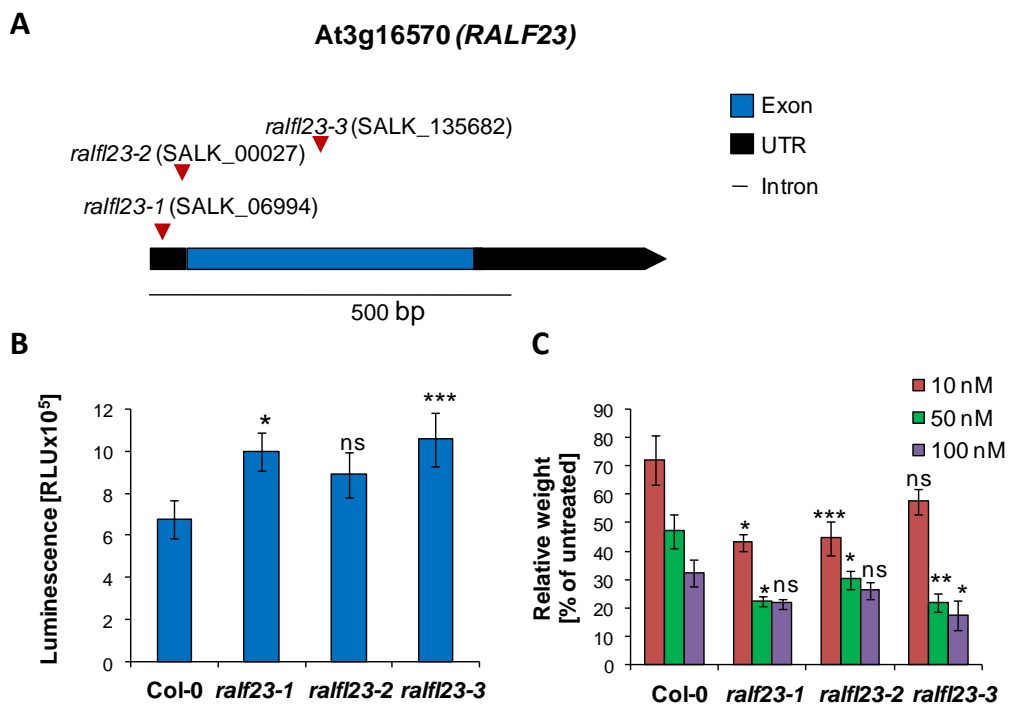 A
At3g16570 (RALF23)
ralfl23-3 (SALK_135682)
ralfl23-2 (SALK_00027)
ralfl23-1 (SALK_06994)
Exon
UTR
Intron
500 bp
B
Luminescence [RLUx10⁵]
12
10
8
6
4
2
0
*
ns
***
Col-0 ralf23-1 ralfl23-2 ralfl23-3
C
10 nM
50 nM
100 nM
Relative weight
[% of untreated]
90
80
70
60
50
40
30
20
10
0
* * ns
*** * ns
ns ** *
Col-0 ralf23-1 ralfl23-2 ralfl23-3